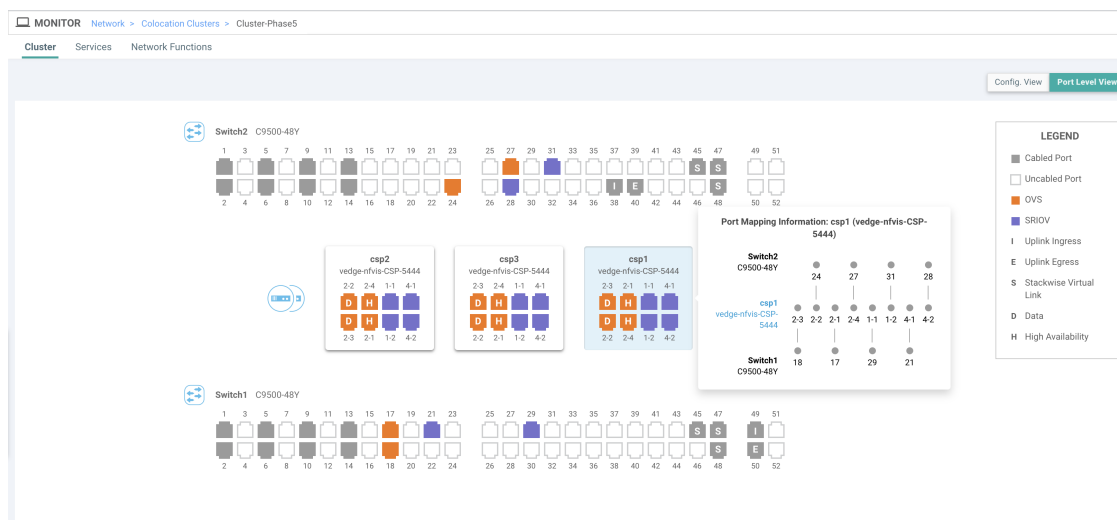 MONITOR Network > Colocation Clusters > Cluster-Phase5
Cluster Services Network Functions
Config. View Port Level View
Switch2 C9500-48Y
1 3 5 7 9 11 13 15 17 19 21 23 25 27 29 31 33 35 37 39 41 43 45 47 49 51
S S
I E S
2 4 6 8 10 12 14 16 18 20 22 24 26 28 30 32 34 36 38 40 42 44 46 48 50 52
LEGEND
Cabled Port
Uncabled Port
OVS
SRIOV
I Uplink Ingress
E Uplink Egress
S Stackwise Virtual
Link
D Data
H High Availability
csp2
vedge-nfvis-CSP-5444
2-2 2-4 1-1 4-1
D H
D H
2-3 2-1 1-2 4-2
csp3
vedge-nfvis-CSP-5444
2-3 2-4 1-1 4-1
D H
D H
2-2 2-1 1-2 4-2
csp1
vedge-nfvis-CSP-5444
2-3 2-1 1-1 4-1
D H
D H
2-2 2-4 1-2 4-2
Port Mapping Information: csp1 (vedge-nfvis-CSP-
5444)
Switch2
C9500-48Y
24 27 31 28
csp1
vedge-nfvis-CSP-
5444
2-3 2-2 2-1 2-4 1-1 1-2 4-1 4-2
Switch1
C9500-48Y
18 17 29 21
Switch1 C9500-48Y
1 3 5 7 9 11 13 15 17 19 21 23 25 27 29 31 33 35 37 39 41 43 45 47 49 51
S S I
S E
2 4 6 8 10 12 14 16 18 20 22 24 26 28 30 32 34 36 38 40 42 44 46 48 50 52